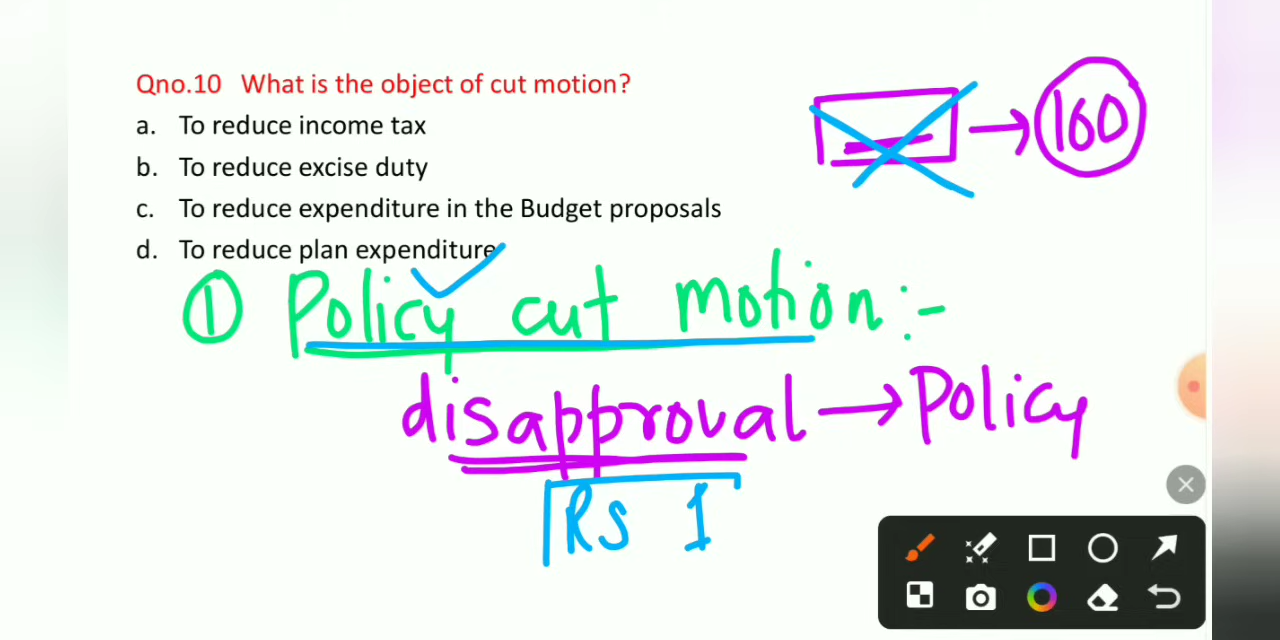 Qno.10 What is the object of cut motion?
a. To reduce income tax
b. To reduce excise duty
c. To reduce expenditure in the Budget proposals
d. To reduce plan expenditure
160
1 Policy cut motion:-
disapproval → Policy
Rs 1